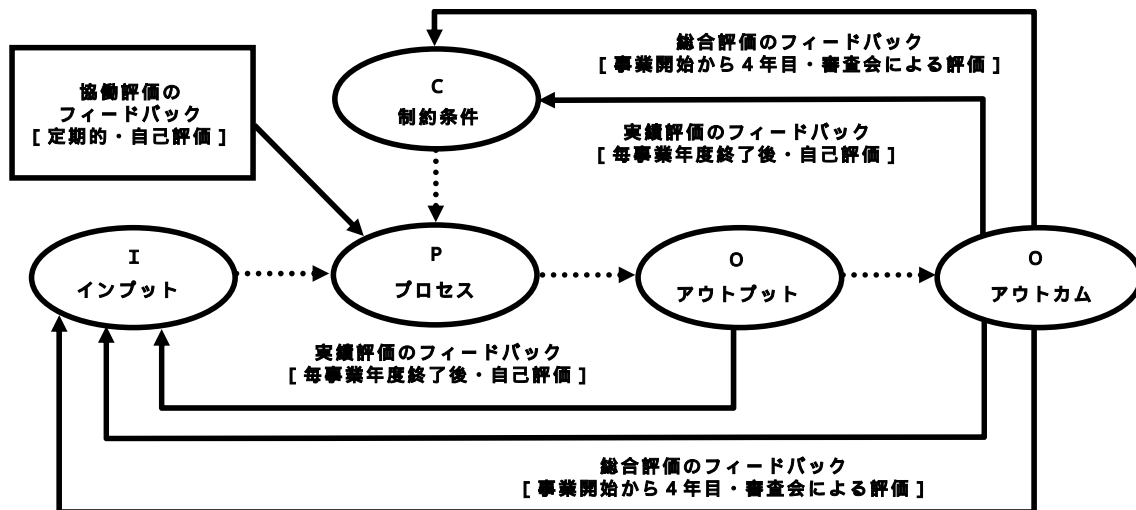 総合評価のフィードバック
[事業開始から４年目・審査会による評価]
協働評価の
フィードバック
[定期的・自己評価]
C
制約条件
実績評価のフィードバック
[毎事業年度終了後・自己評価]
I
インプット
P
プロセス
O
アウトプット
O
アウトカム
実績評価のフィードバック
[毎事業年度終了後・自己評価]
総合評価のフィードバック
[事業開始から４年目・審査会による評価]